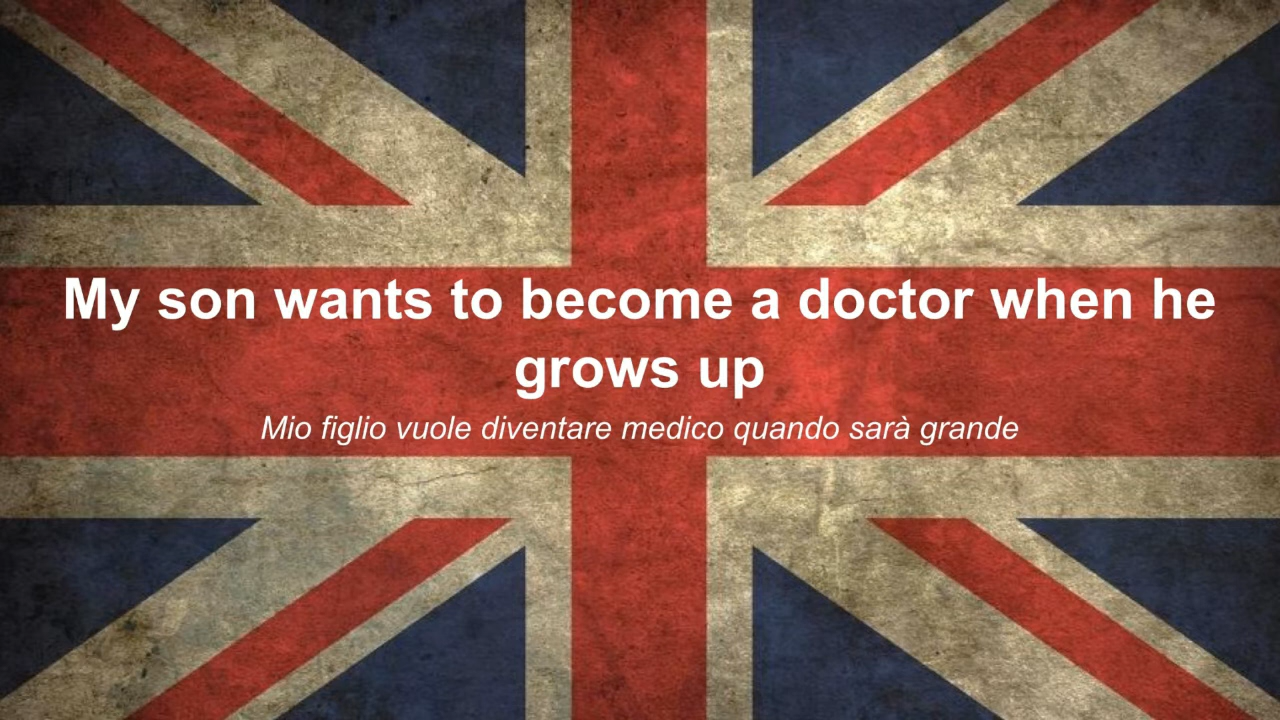 My son wants to become a doctor when he
grows up
Mio figlio vuole diventare medico quando sarà grande